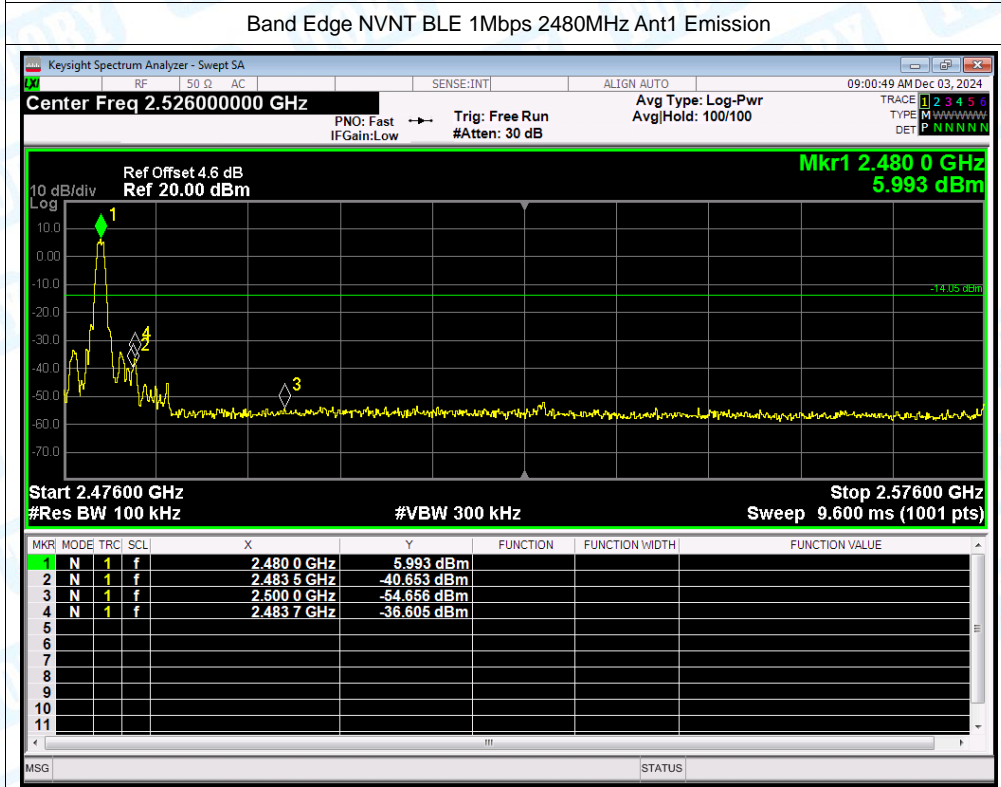 Band Edge NVNT BLE 1Mbps 2480MHz Ant1 Emission
Keysight Spectrum Analyzer - Swept SA
LXI RF 50 Ω AC SENSE:INT ALIGN AUTO 09:00:49 AM Dec 03, 2024
Center Freq 2.526000000 GHz
PNO: Fast
IFGain:Low
Trig: Free Run
#Atten: 30 dB
Avg Type: Log-Pwr
Avg|Hold: 100/100
TRACE 1 2 3 4 5 6
TYPE M W W W W W
DET P N N N N N
Mkr1 2.480 0 GHz
5.993 dBm
Ref Offset 4.6 dB
10 dB/div Ref 20.00 dBm
Log
10.0
0.00
-10.0
-20.0
-30.0
-40.0
-50.0
-60.0
-70.0
1
4
2
3
-14.05 dBm
Start 2.47600 GHz Stop 2.57600 GHz
#Res BW 100 kHz #VBW 300 kHz Sweep 9.600 ms (1001 pts)
MKR MODE TRC SCL X Y FUNCTION FUNCTION WIDTH FUNCTION VALUE
1 N 1 f 2.480 0 GHz 5.993 dBm
2 N 1 f 2.483 5 GHz -40.653 dBm
3 N 1 f 2.500 0 GHz -54.656 dBm
4 N 1 f 2.483 7 GHz -36.605 dBm
5
6
7
8
9
10
11
MSG STATUS